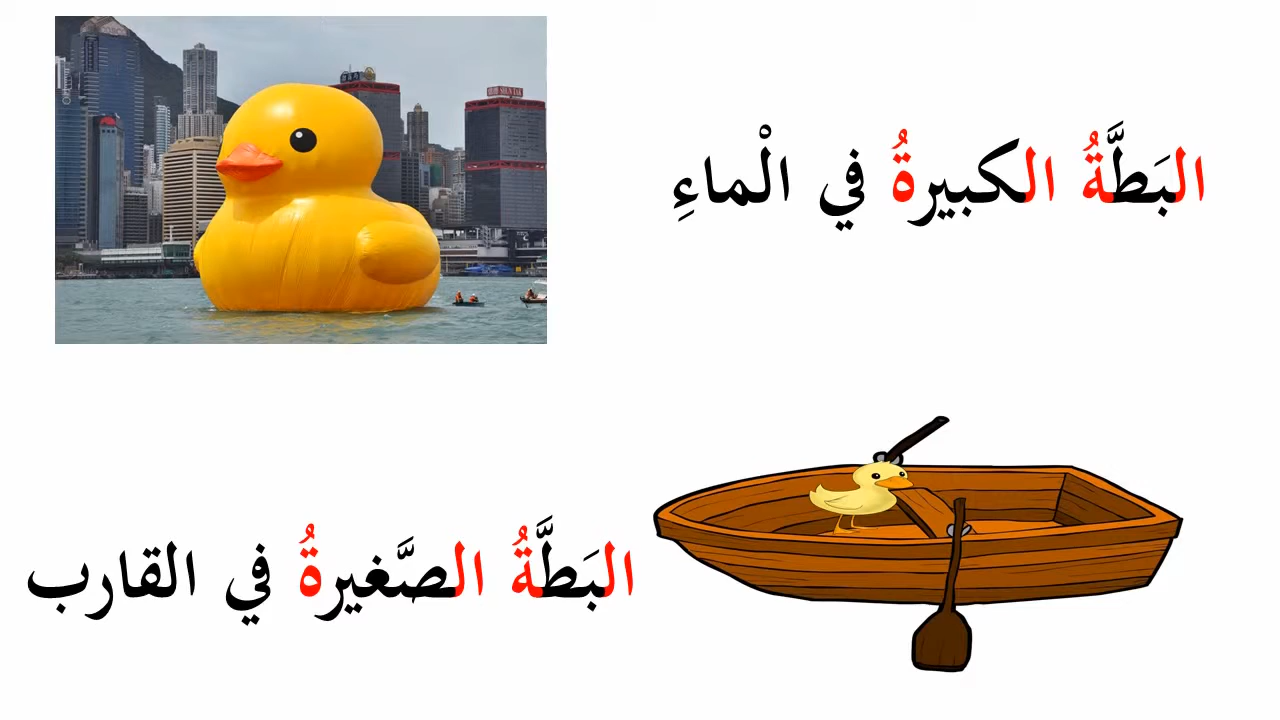 البَطَّةُ الكبيرةُ في الْماءِ
البَطَّةُ الصَّغيرةُ في القارب